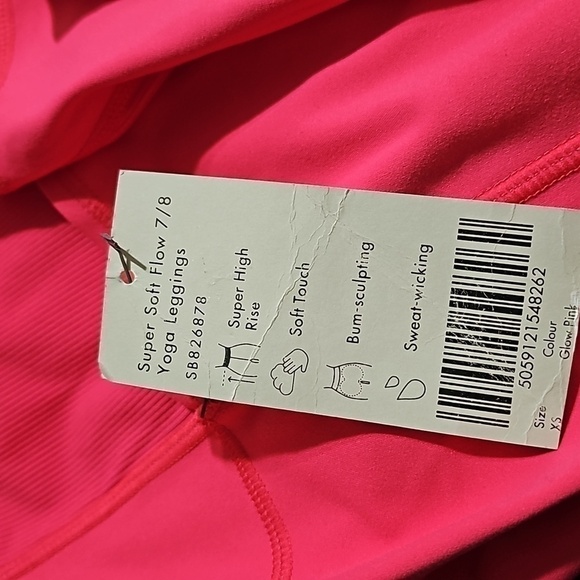 Super Soft Flow 7/8
Yoga Leggings
SB826878
Super High
Rise
Soft Touch
Bum-sculpting
Sweat-wicking
5059121548262
Size
XS
Colour
Glow Pink